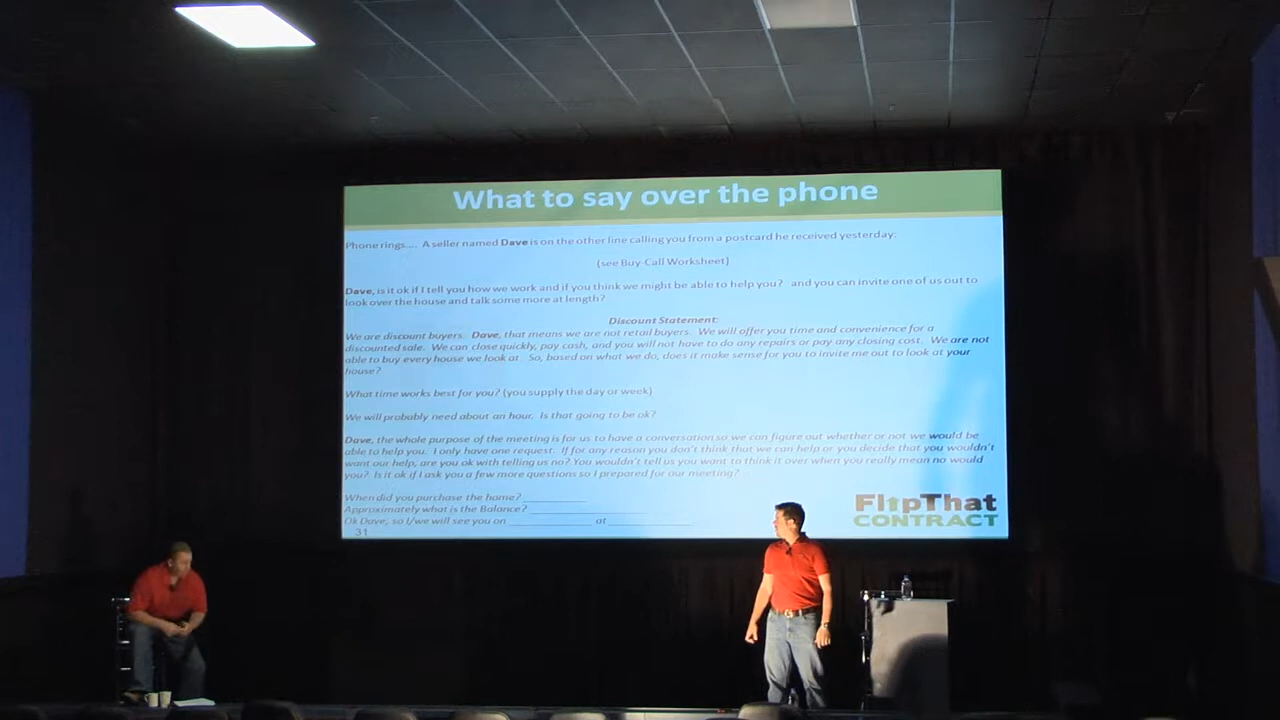 What to say over the phone
Phone rings.... A seller named Dave is on the other line calling you from a postcard he received yesterday:
(see Buy-Call Worksheet)
Dave, is it ok if I tell you how we work and if you think we might be able to help you? and you can invite one of us out to
look over the house and talk some more at length?
Discount Statement:
We are discount buyers. Dave, that means we are not retail buyers. We will offer you time and convenience for a
discounted sale. We can close quickly, pay cash, and you will not have to do any repairs or pay any closing cost. We are not
able to buy every house we look at. So, based on what we do, does it make sense for you to invite me out to look at your
house?
What time works best for you? (you supply the day or week)
We will probably need about an hour. Is that going to be ok?
Dave, the whole purpose of the meeting is for us to have a conversation so we can figure out whether or not we would be
able to help you. I only have one request. If for any reason you don't think that we can help or you decide that you wouldn't
want our help, are you ok with telling us no? You wouldn't tell us you want to think it over when you really mean no would
you? Is it ok if I ask you a few more questions so I prepared for our meeting?
When did you purchase the home? __________
Approximately what is the Balance? ______________
Ok Dave, so I/we will see you on ______________ at ______________
31
FlipThat
CONTRACT